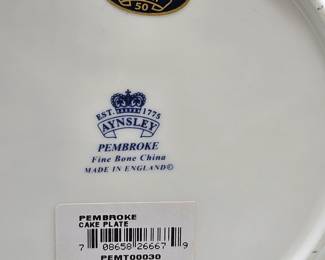 50
EST. 1775
AYNSLEY
PEMBROKE
Fine Bone China
MADE IN ENGLAND©
PEMBROKE
CAKE PLATE
7 08658 26667 9
PEMT00030